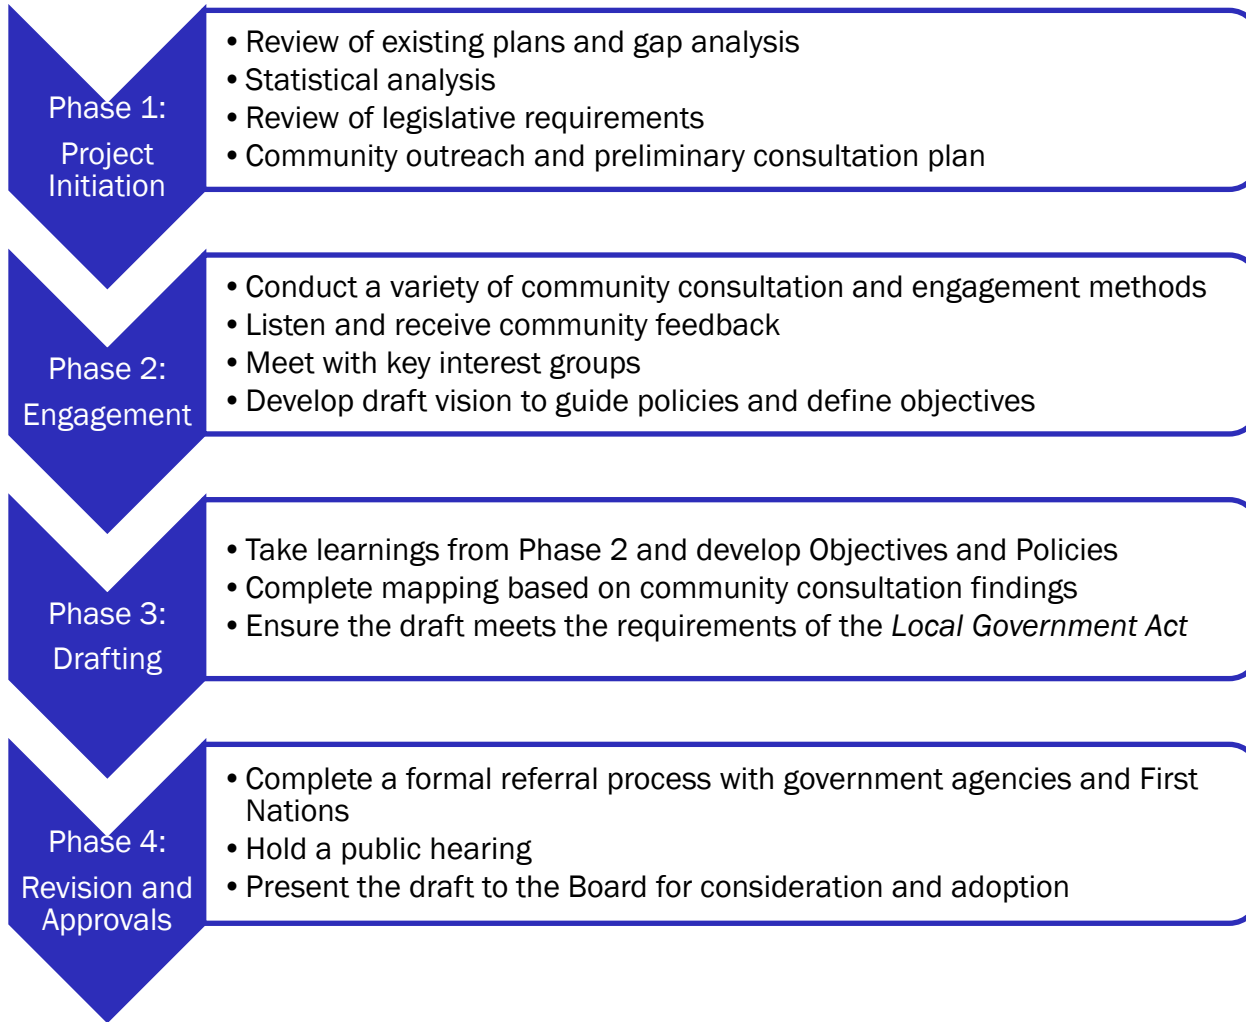 Phase 1:
Project
Initiation
• Review of existing plans and gap analysis
• Statistical analysis
• Review of legislative requirements
• Community outreach and preliminary consultation plan
Phase 2:
Engagement
• Conduct a variety of community consultation and engagement methods
• Listen and receive community feedback
• Meet with key interest groups
• Develop draft vision to guide policies and define objectives
Phase 3:
Drafting
• Take learnings from Phase 2 and develop Objectives and Policies
• Complete mapping based on community consultation findings
• Ensure the draft meets the requirements of the Local Government Act
Phase 4:
Revision and
Approvals
• Complete a formal referral process with government agencies and First
Nations
• Hold a public hearing
• Present the draft to the Board for consideration and adoption